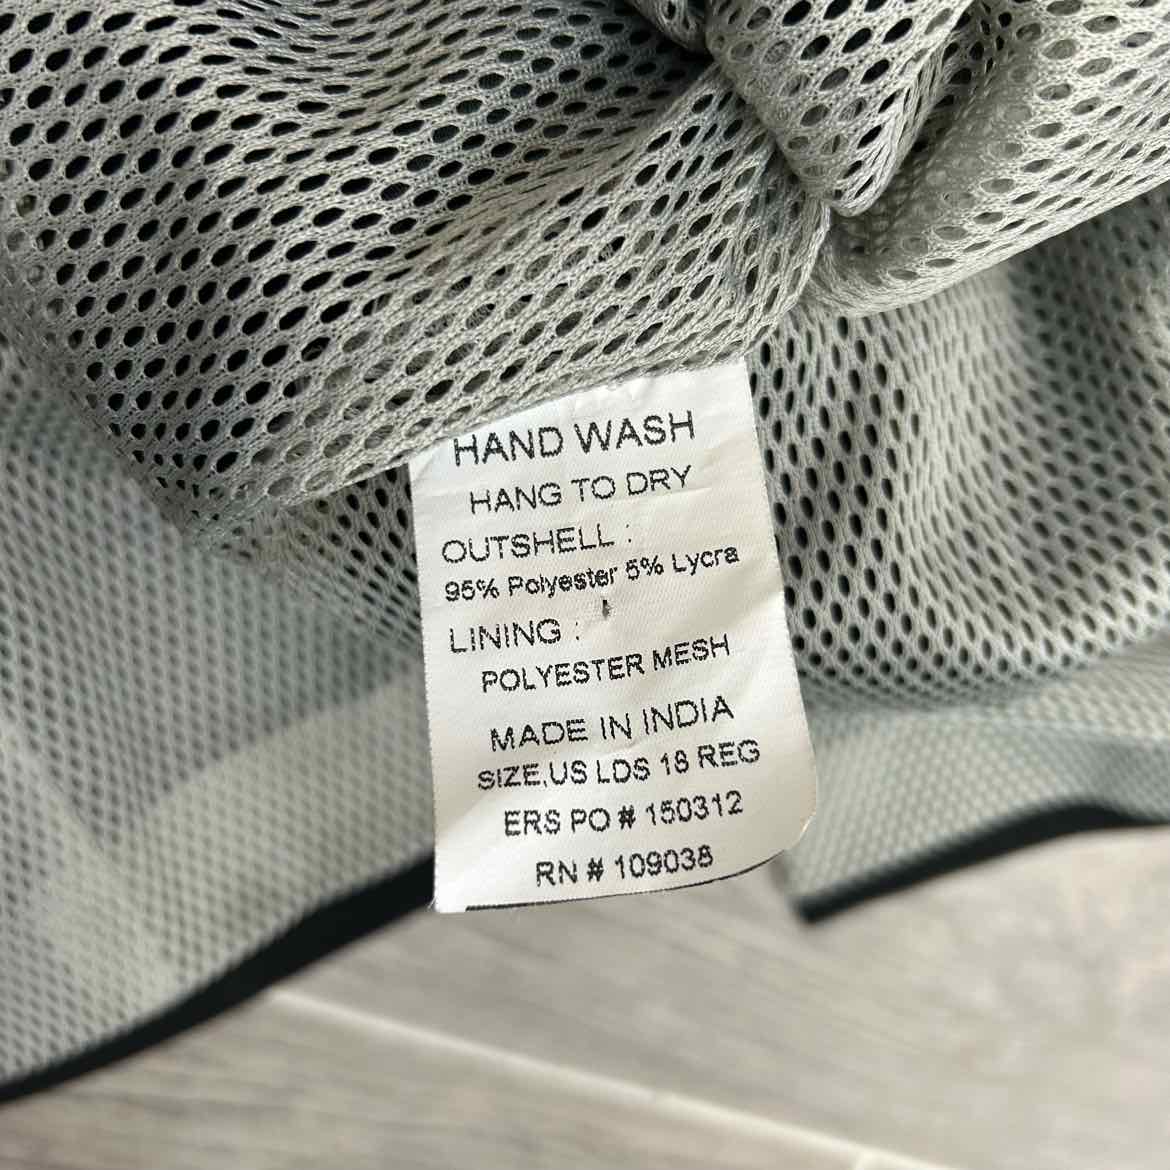 HAND WASH
HANG TO DRY
OUTSHELL :
95% Polyester 5% Lycra
LINING :
POLYESTER MESH
MADE IN INDIA
SIZE,US LDS 18 REG
ERS PO # 150312
RN # 109038